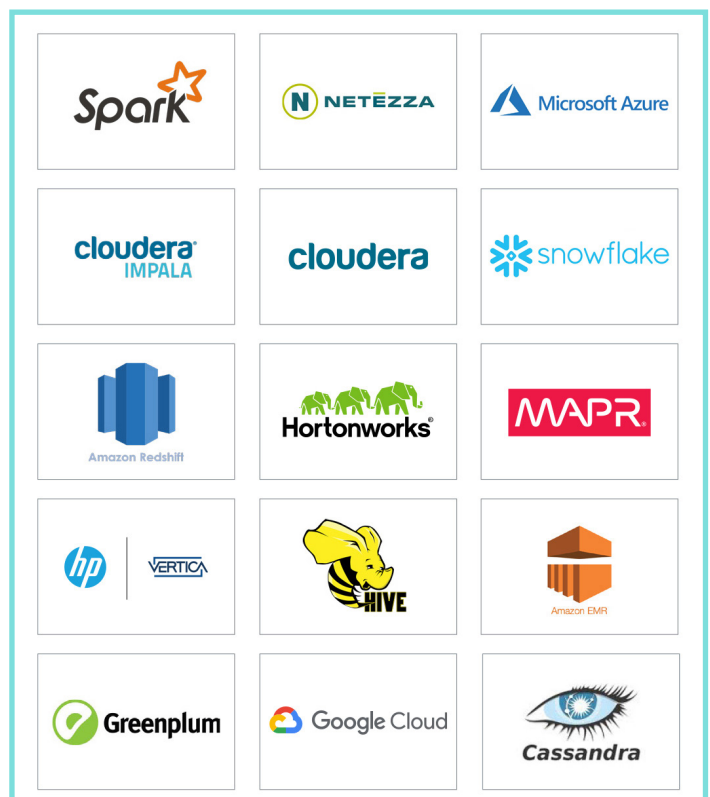 Spark
N NETĒZZA
Microsoft Azure
cloudera®
IMPALA
cloudera
snowflake
Amazon Redshift
Hortonworks®
MAPR®
hp VERTICA
HIVE
Amazon EMR
Greenplum
Google Cloud
Cassandra